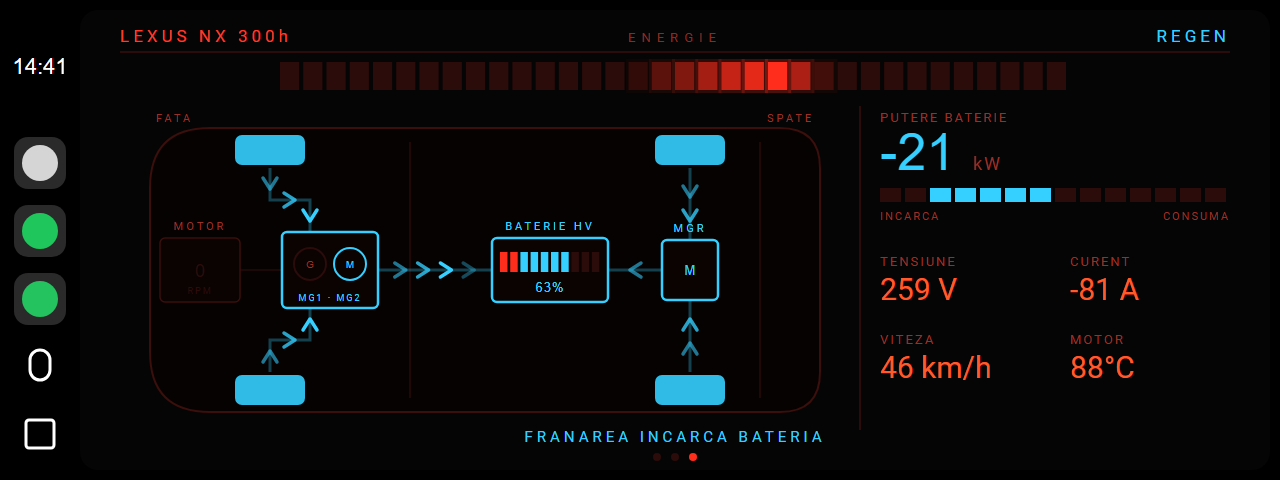 LEXUS NX 300h
ENERGIE
REGEN
14:41
FATA
SPATE
PUTERE BATERIE
-21 kW
INCARCA
CONSUMA
MOTOR
0
RPM
G
M
MG1 · MG2
BATERIE HV
63%
MGR
M
TENSIUNE
CURENT
259 V
-81 A
VITEZA
MOTOR
46 km/h
88°C
FRANAREA INCARCA BATERIA